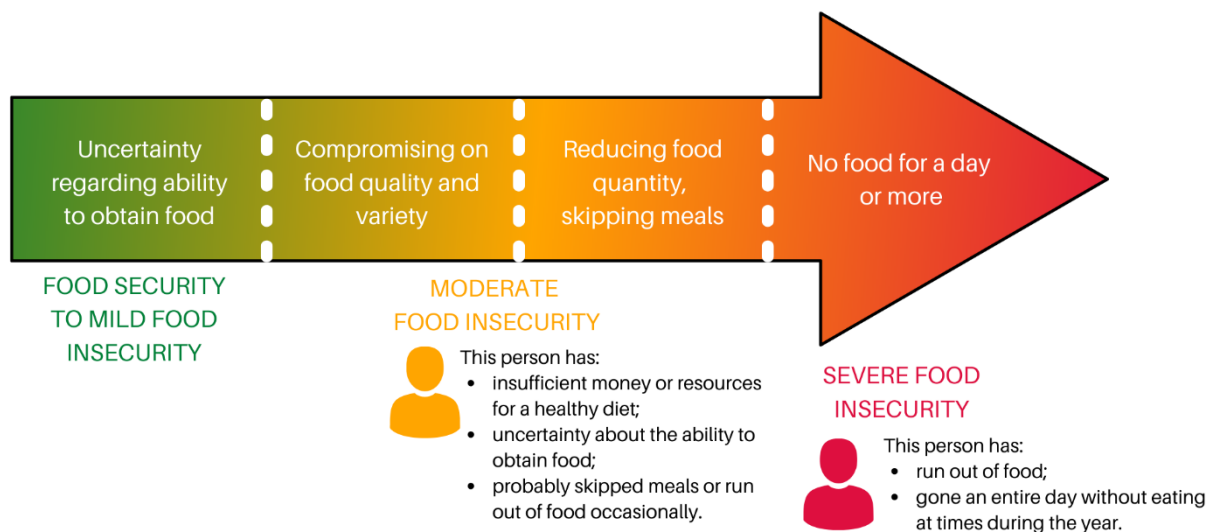 Uncertainty
regarding ability
to obtain food
Compromising on
food quality and
variety
Reducing food
quantity,
skipping meals
No food for a day
or more
FOOD SECURITY
TO MILD FOOD
INSECURITY
MODERATE
FOOD INSECURITY
This person has:
• insufficient money or resources
for a healthy diet;
• uncertainty about the ability to
obtain food;
• probably skipped meals or run
out of food occasionally.
SEVERE FOOD
INSECURITY
This person has:
• run out of food;
• gone an entire day without eating
at times during the year.